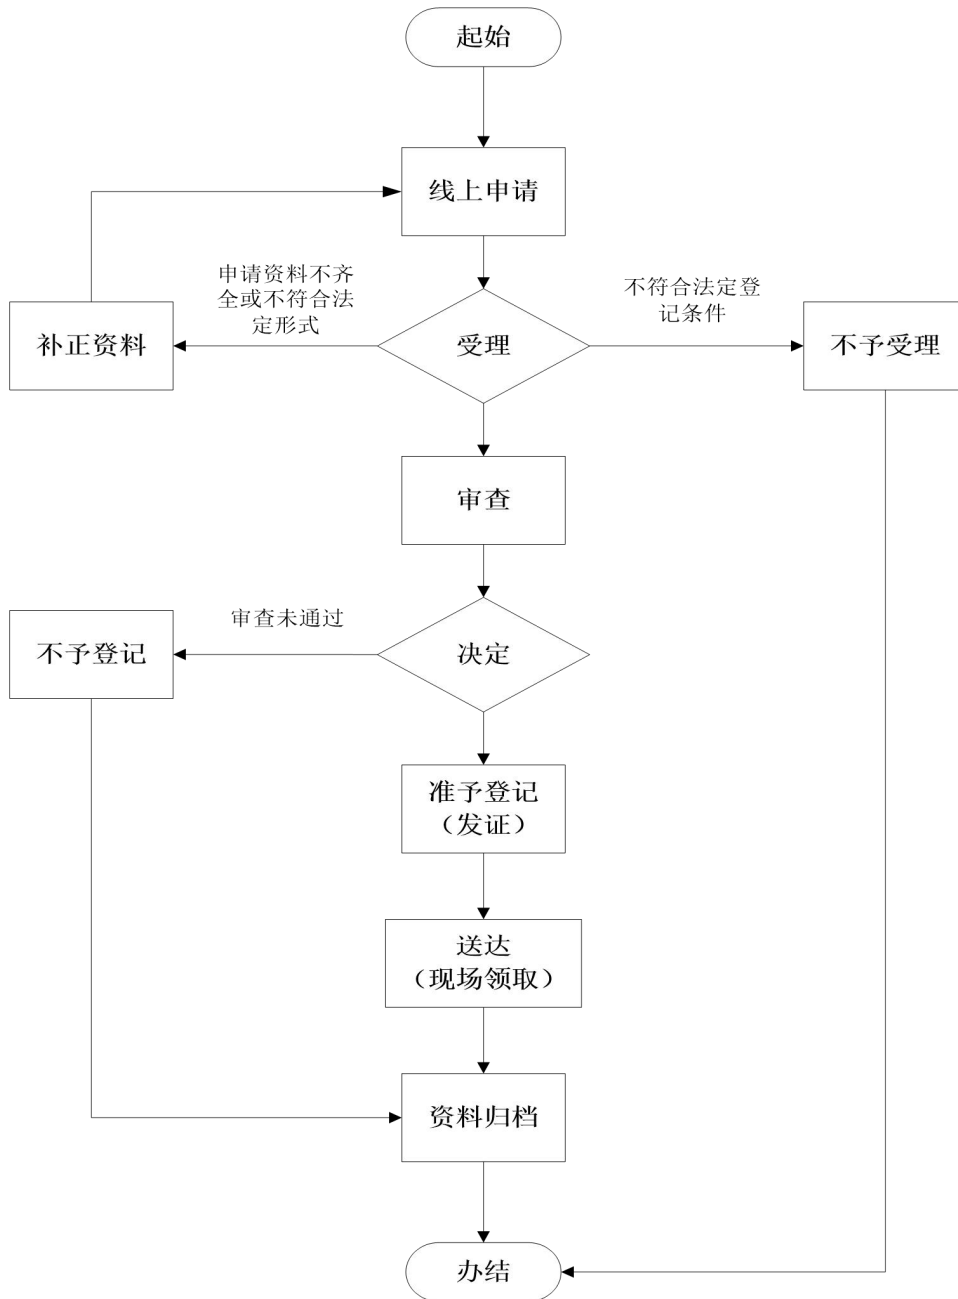 起始
线上申请
申请资料不齐
全或不符合法
定形式
不符合法定登
记条件
补正资料
受理
不予受理
审查
审查未通过
不予登记
决定
准予登记
（发证）
送达
（现场领取）
资料归档
办结